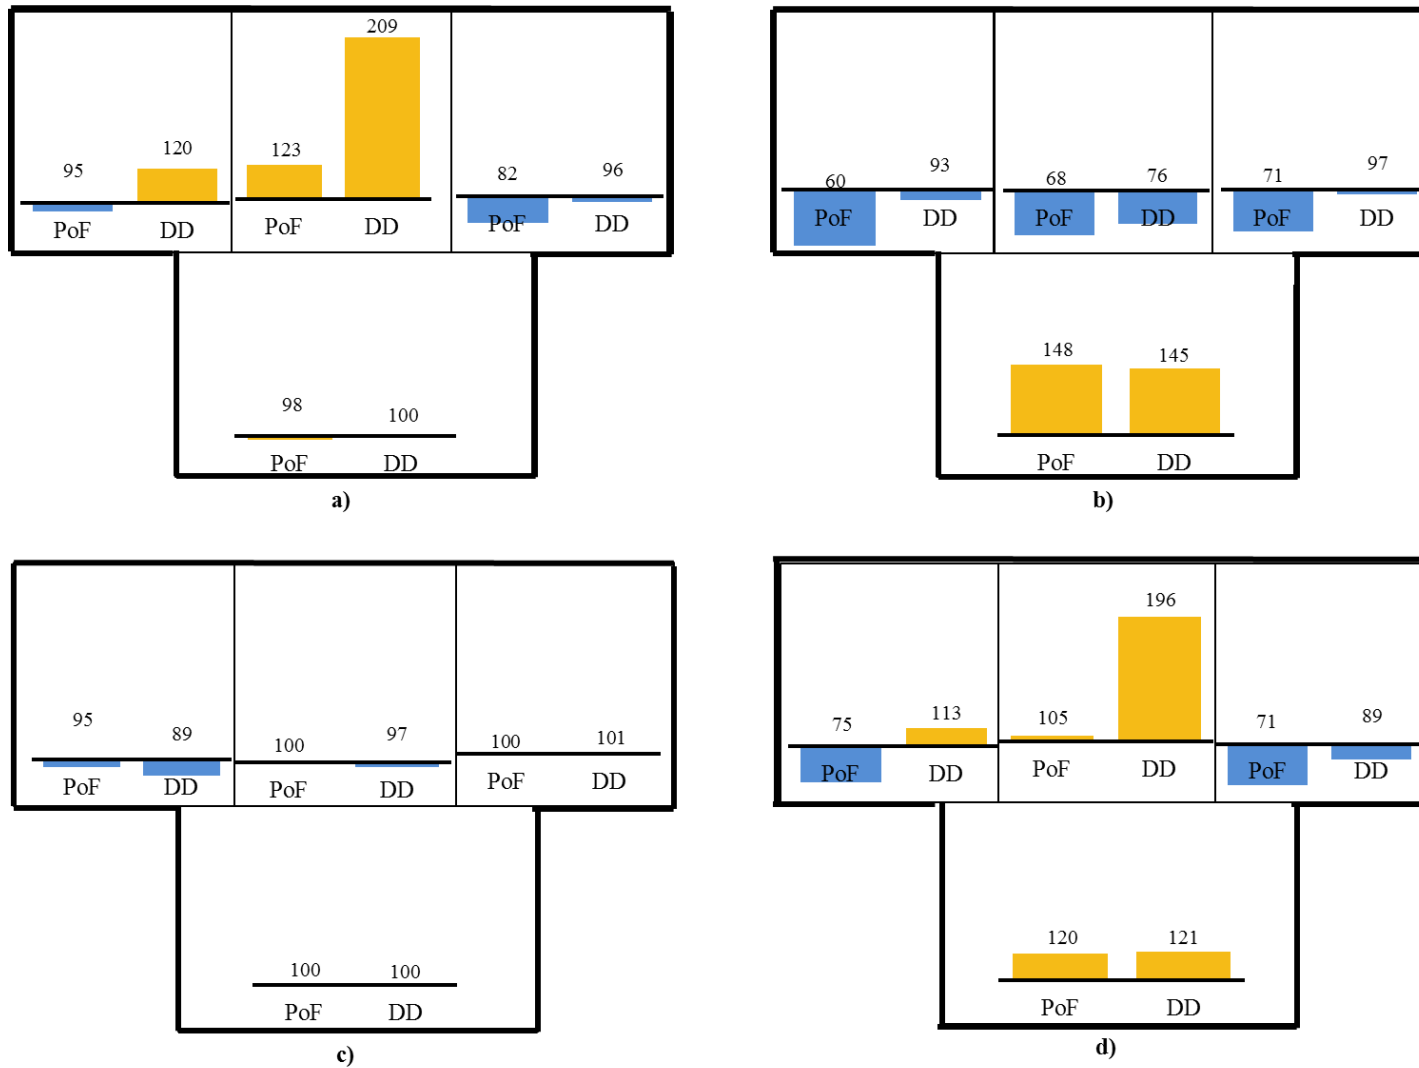 209
95 120 123 82 96
PoF DD PoF DD PoF DD
98 100
PoF DD
a)
60 93 68 76 71 97
PoF DD PoF DD PoF DD
148 145
PoF DD
b)
95 89 100 97 100 101
PoF DD PoF DD PoF DD
100 100
PoF DD
c)
196
75 113 105 71 89
PoF DD PoF DD PoF DD
120 121
PoF DD
d)